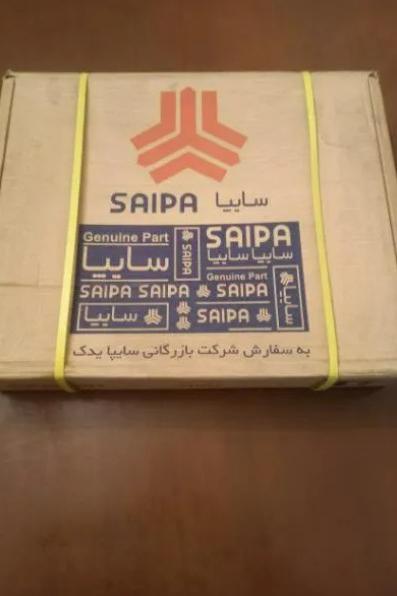 SAIPA سایپا
Genuine Part
سایپا
SAIPA
SAIPA
سایپا سایپا
Genuine Part
SAIPA SAIPA SAIPA
سایپا
سایپا SAIPA
به سفارش شرکت بازرگانی سایپا یدک